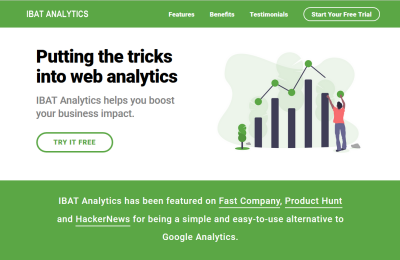 IBAT ANALYTICS
Features Benefits Testimonials Start Your Free Trial
Putting the tricks
into web analytics
IBAT Analytics helps you boost
your business impact.
TRY IT FREE
IBAT Analytics has been featured on Fast Company, Product Hunt
and HackerNews for being a simple and easy-to-use alternative to
Google Analytics.